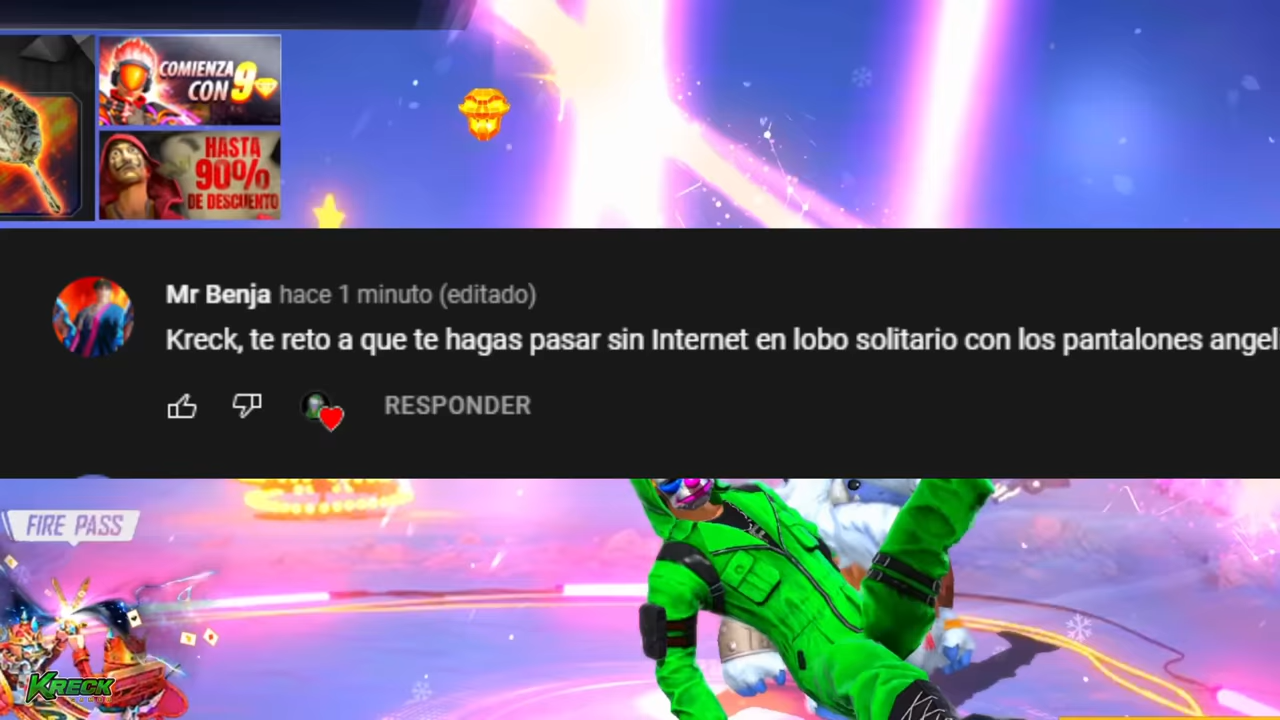 COMIENZA
CON 9
HASTA
90%
DE DESCUENTO
Mr Benja hace 1 minuto (editado)
Kreck, te reto a que te hagas pasar sin Internet en lobo solitario con los pantalones angel
RESPONDER
FIRE PASS
KRECK